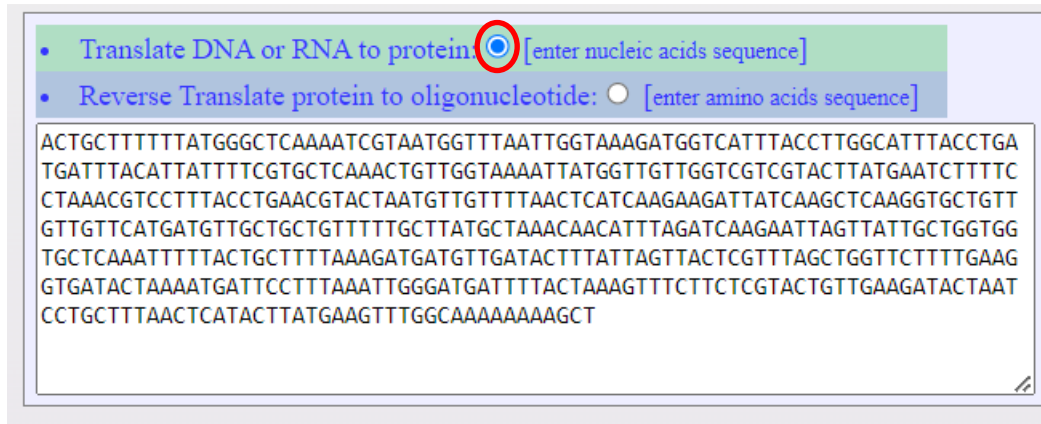 Translate DNA or RNA to protein: [enter nucleic acids sequence]
Reverse Translate protein to oligonucleotide: [enter amino acids sequence]
ACTGCTTTTTTATGGGCTCAAAATCGTAATGGTTTAATTGGTAAAGATGGTCATTTACCTTGGCATTTACCTGA
TGATTTACATTATTTTCGTGCTCAAACTGTTGGTAAAATTATGGTTGTTGGTCGTCGTACTTATGAATCTTTTC
CTAAACGTCCTTTACCTGAACGTACTAATGTTGTTTTAACTCATCAAGAAGATTATCAAGCTCAAGGTGCTGTT
GTTGTTCATGATGTTGCTGCTGTTTTTGCTTATGCTAAACAACATTTAGATCAAGAATTAGTTATTGCTGGTGG
TGCTCAAATTTTTACTGCTTTTAAAGATGATGTTGATACTTTATTAGTTACTCGTTTAGCTGGTTCTTTTGAAG
GTGATACTAAAATGATTCCTTTAAATTGGGATGATTTTACTAAAGTTTCTTCTCGTACTGTTGAAGATACTAAT
CCTGCTTTAACTCATACTTATGAAGTTTGGCAAAAAAAAGCT